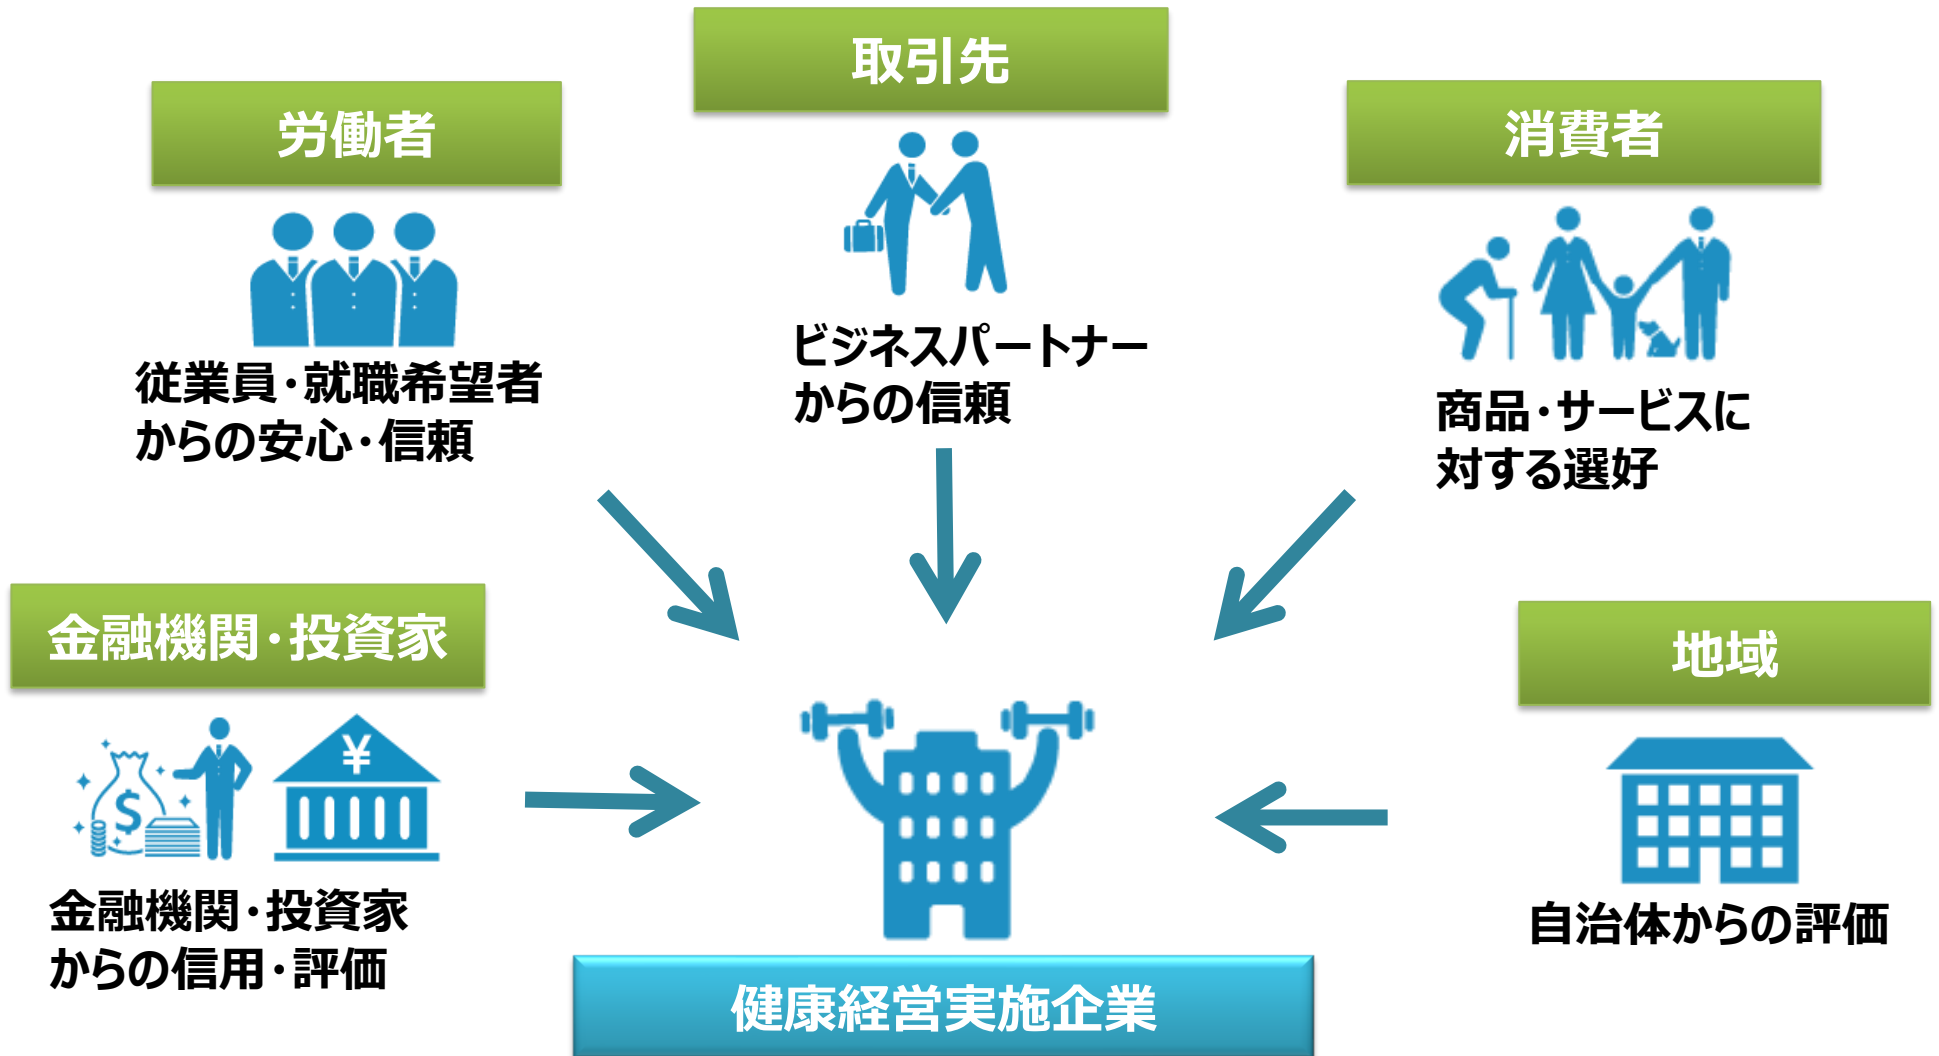 取引先
労働者
消費者
ビジネスパートナー
からの信頼
従業員・就職希望者
からの安心・信頼
商品・サービスに
対する選好
金融機関・投資家
地域
¥
$
金融機関・投資家
からの信用・評価
自治体からの評価
健康経営実施企業